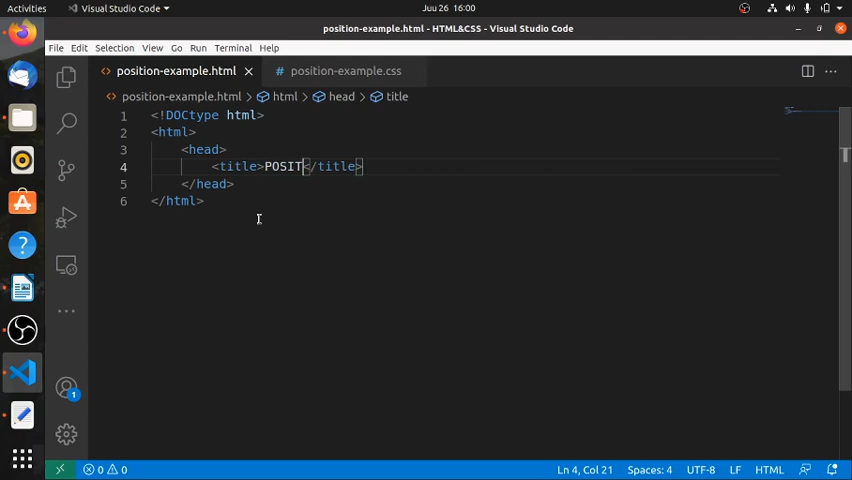 Activities Visual Studio Code Juu 26 16:00
position-example.html - HTML&CSS - Visual Studio Code
File Edit Selection View Go Run Terminal Help
position-example.html # position-example.css
position-example.html > html > head > title
1 <!DOCtype html>
2 <html>
3 <head>
4 <title>POSIT</title>
5 </head>
6 </html>
1
0 0 Ln 4, Col 21 Spaces: 4 UTF-8 LF HTML